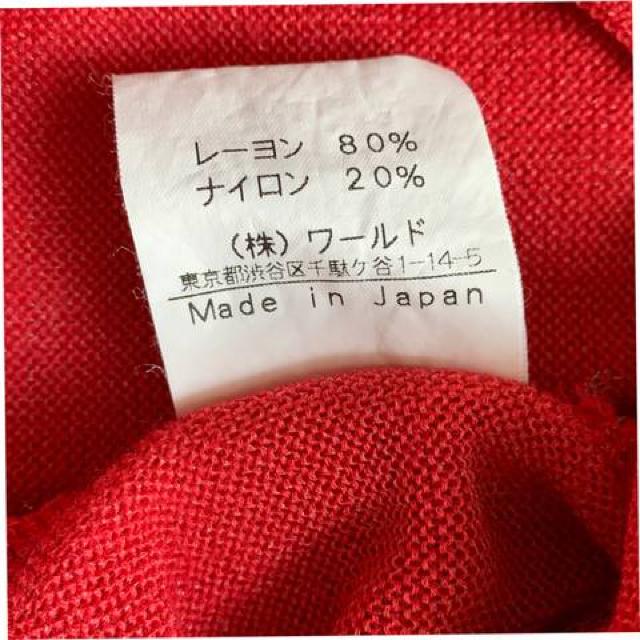 レーヨン 80%
ナイロン 20%
(株) ワールド
東京都渋谷区千駄ケ谷1-14-5
Made in Japan